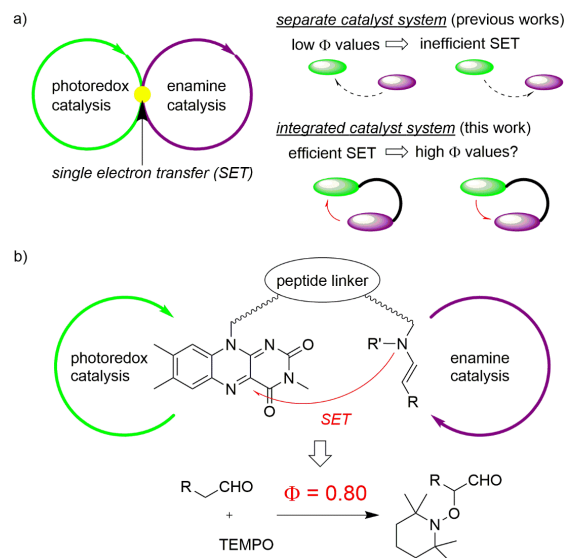 a)
photoredox
catalysis
enamine
catalysis
single electron transfer (SET)
separate catalyst system (previous works)
low Φ values ⇒ inefficient SET
integrated catalyst system (this work)
efficient SET ⇒ high Φ values?
b)
peptide linker
photoredox
catalysis
N
N
O
N
N
O
R'
N
R
enamine
catalysis
SET
R
CHO
+
TEMPO
Φ = 0.80
R
CHO
O
N